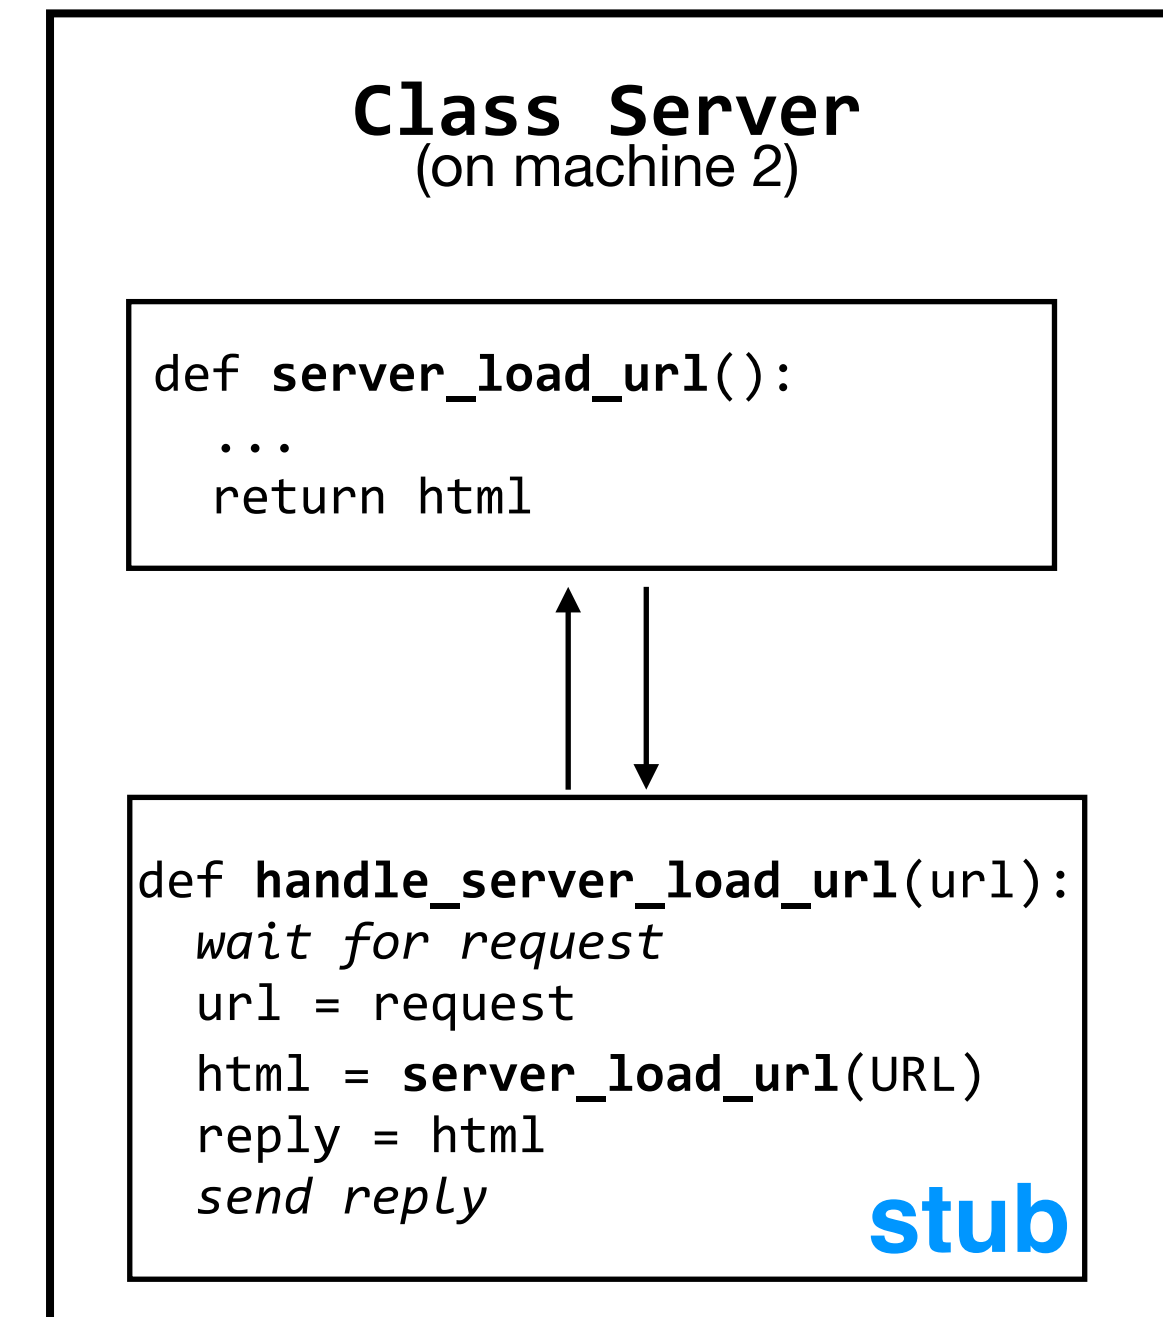 Class Server
(on machine 2)
def server_load_url():
...
return html
def handle_server_load_url(url):
wait for request
url = request
html = server_load_url(URL)
reply = html
send reply
stub